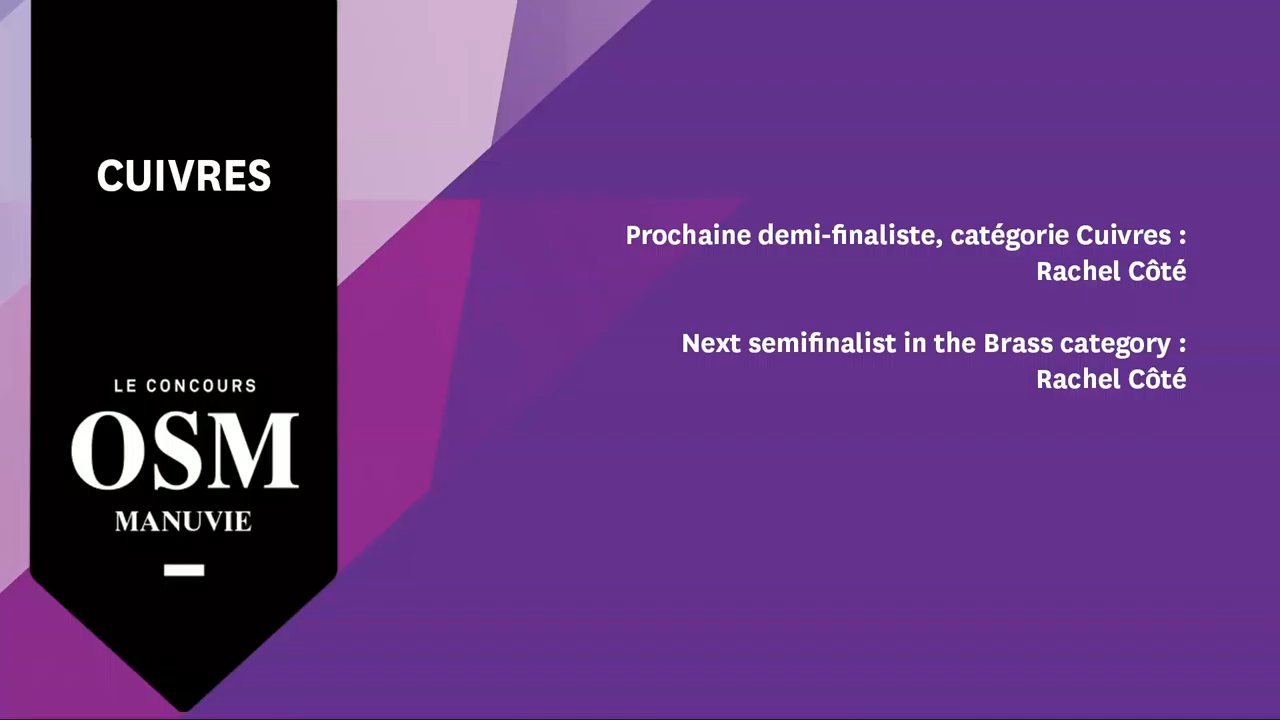 CUIVRES
LE CONCOURS
OSM
MANUVIE
Prochaine demi-finaliste, catégorie Cuivres :
Rachel Côté
Next semifinalist in the Brass category :
Rachel Côté